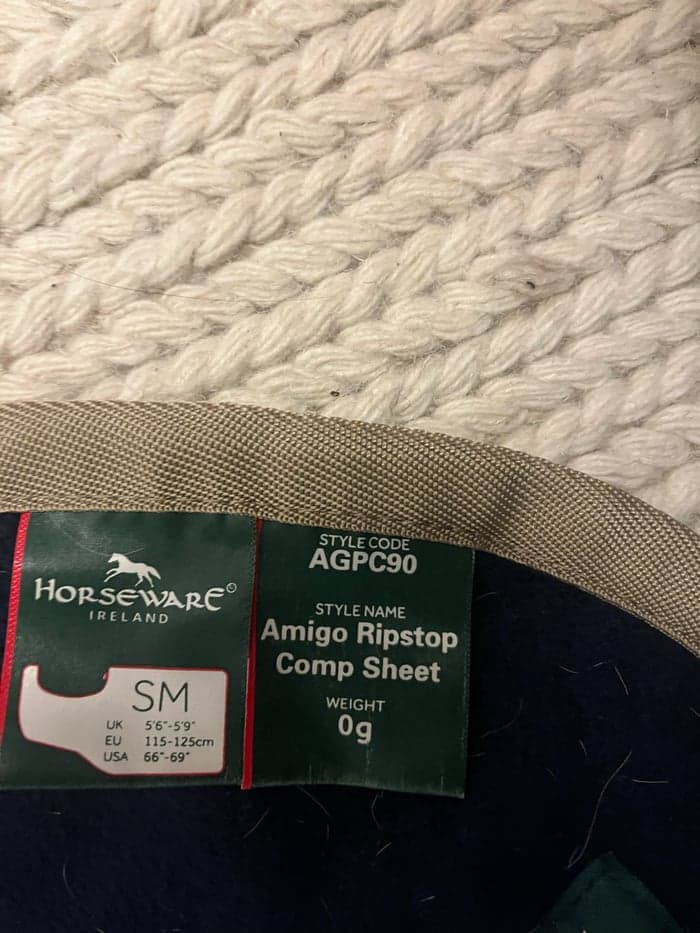 HORSEWARE®
IRELAND
SM
UK 5'6"-5'9"
EU 115-125cm
USA 66"-69"
STYLE CODE
AGPC90
STYLE NAME
Amigo Ripstop
Comp Sheet
WEIGHT
0g